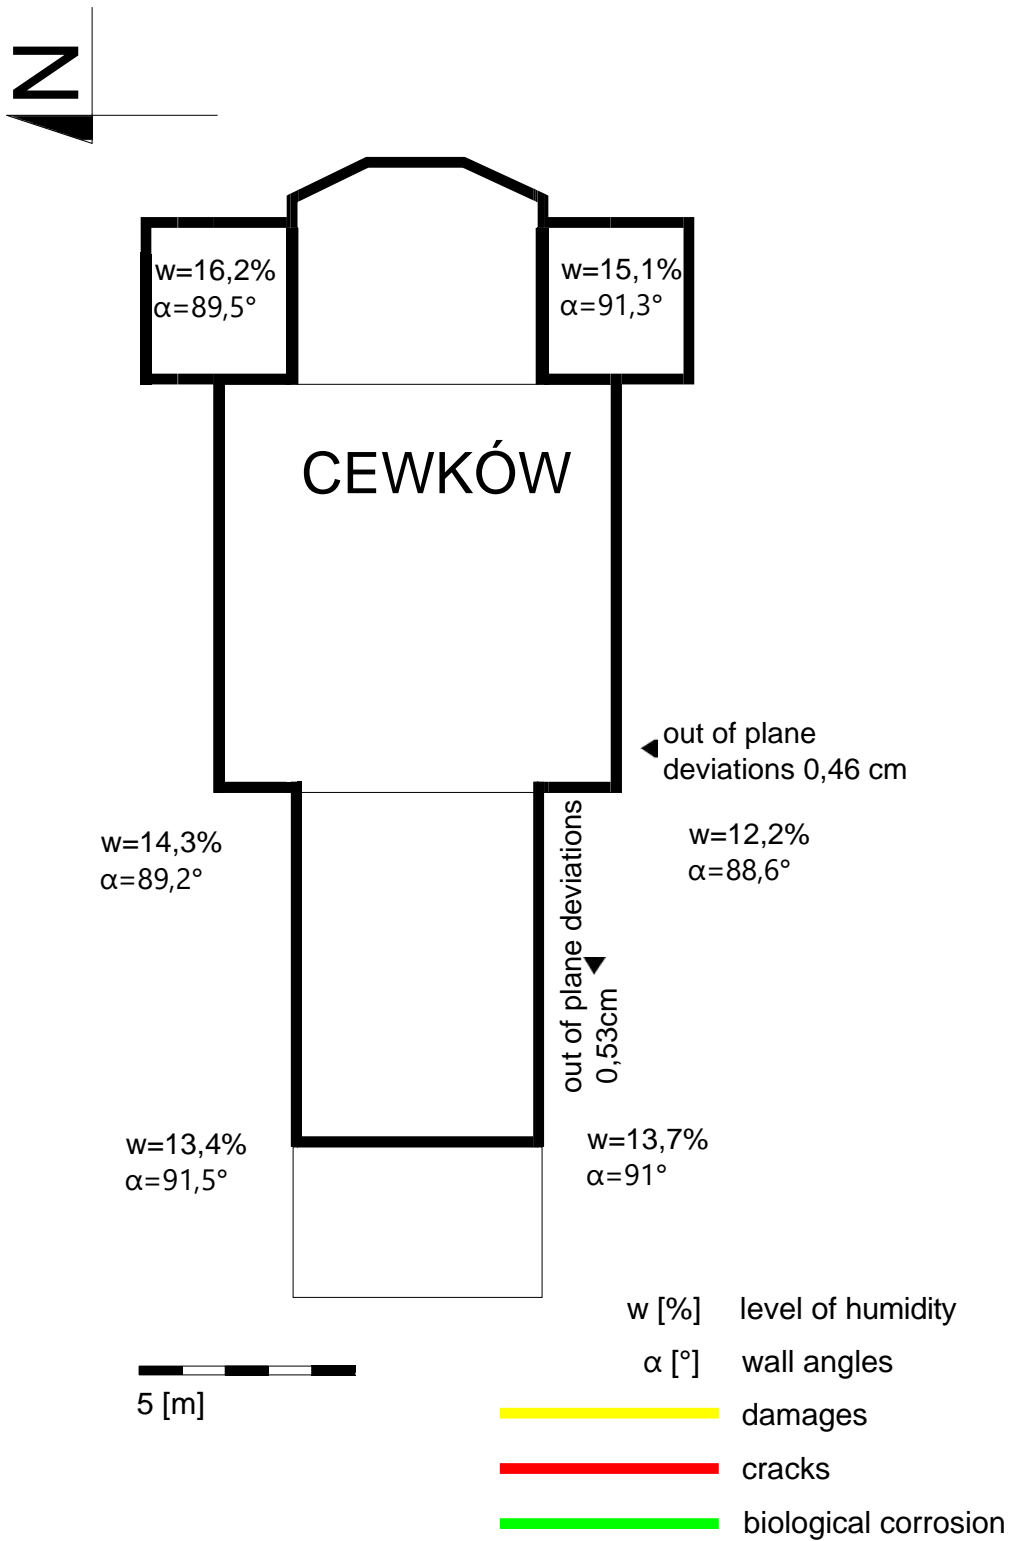 N
w=16,2%
α=89,5°
w=15,1%
α=91,3°
CEWKÓW
out of plane
deviations 0,46 cm
w=14,3%
α=89,2°
w=12,2%
α=88,6°
out of plane deviations
0,53cm
w=13,4%
α=91,5°
w=13,7%
α=91°
w [%] level of humidity
α [°] wall angles
5 [m]
damages
cracks
biological corrosion